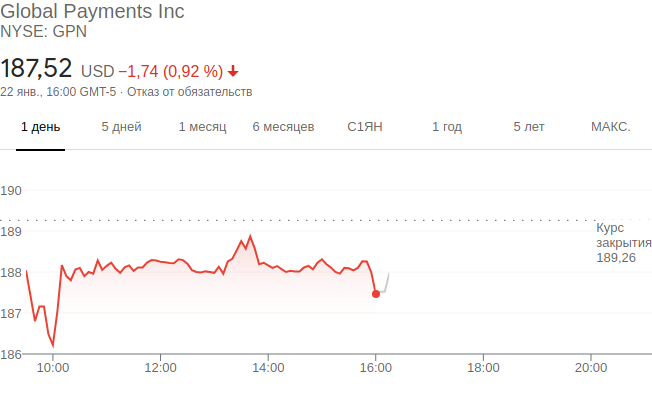 Global Payments Inc
NYSE: GPN
187,52 USD −1,74 (0,92 %)
22 янв., 16:00 GMT-5 · Отказ от обязательств
1 день 5 дней 1 месяц 6 месяцев С1ЯН 1 год 5 лет МАКС.
190
189
188
187
186
Курс
закрытия
189,26
10:00 12:00 14:00 16:00 18:00 20:00